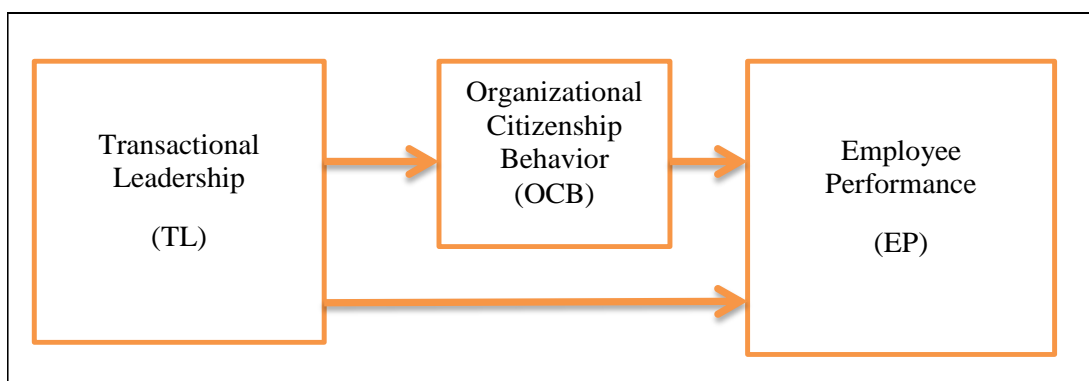 Transactional
Leadership
(TL)
Organizational
Citizenship
Behavior
(OCB)
Employee
Performance
(EP)